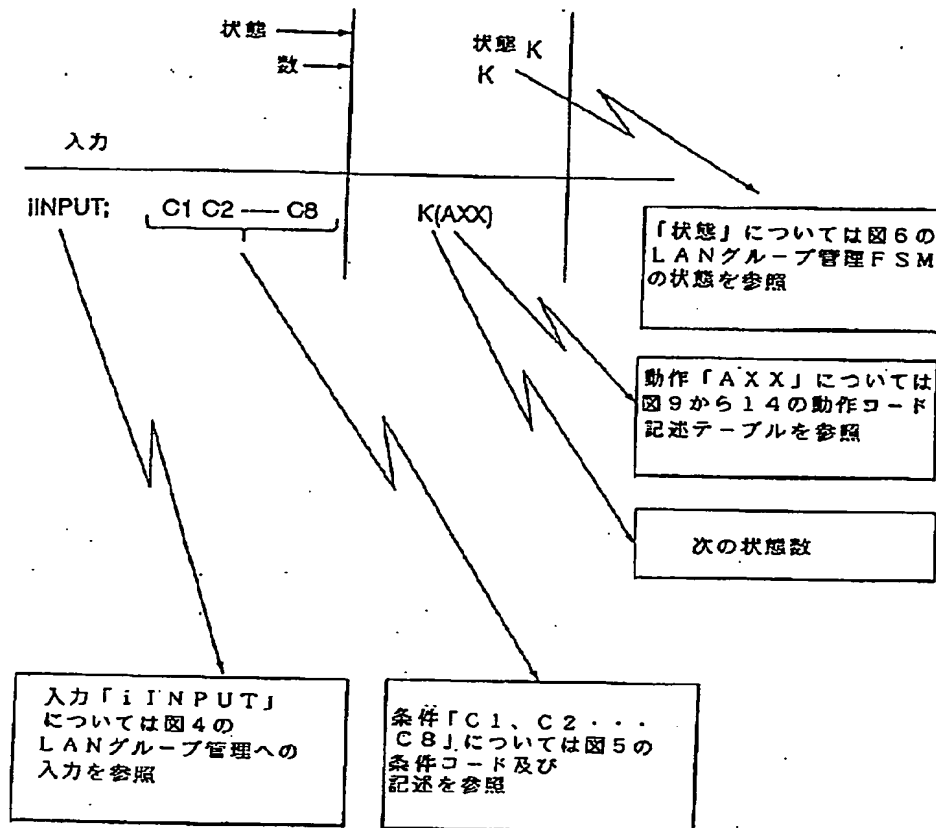 状態
数
状態 K
K
入力
iINPUT;
C1 C2 ── C8
K(AXX)
「状態」については図6の
LANグループ管理FSM
の状態を参照
動作「AXX」については
図9から14の動作コード
記述テーブルを参照
次の状態数
入力「iINPUT」
については図4の
LANグループ管理への
入力を参照
条件「C1、C2・・・
C8」については図5の
条件コード及び
記述を参照